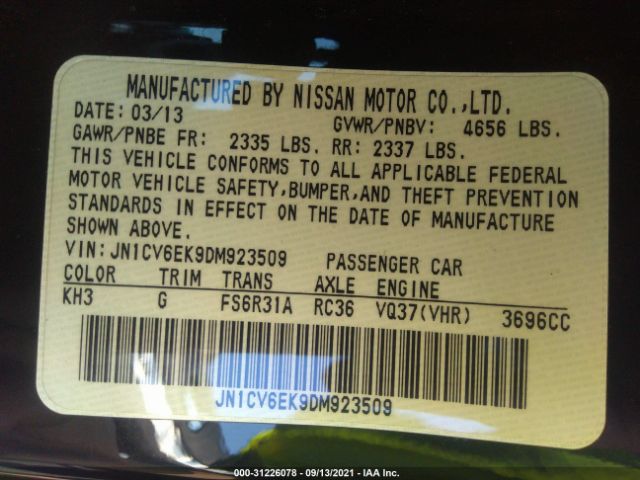 MANUFACTURED BY NISSAN MOTOR CO.,LTD.
DATE: 03/13 GVWR/PNBV: 4656 LBS.
GAWR/PNBE FR: 2335 LBS. RR: 2337 LBS.
THIS VEHICLE CONFORMS TO ALL APPLICABLE FEDERAL
MOTOR VEHICLE SAFETY,BUMPER,AND THEFT PREVENTION
STANDARDS IN EFFECT ON THE DATE OF MANUFACTURE
SHOWN ABOVE.
VIN: JN1CV6EK9DM923509 PASSENGER CAR
COLOR TRIM TRANS AXLE ENGINE
KH3 G FS6R31A RC36 VQ37(VHR) 3696CC
JN1CV6EK9DM923509
000-31226078 - 09/13/2021 - IAA Inc.